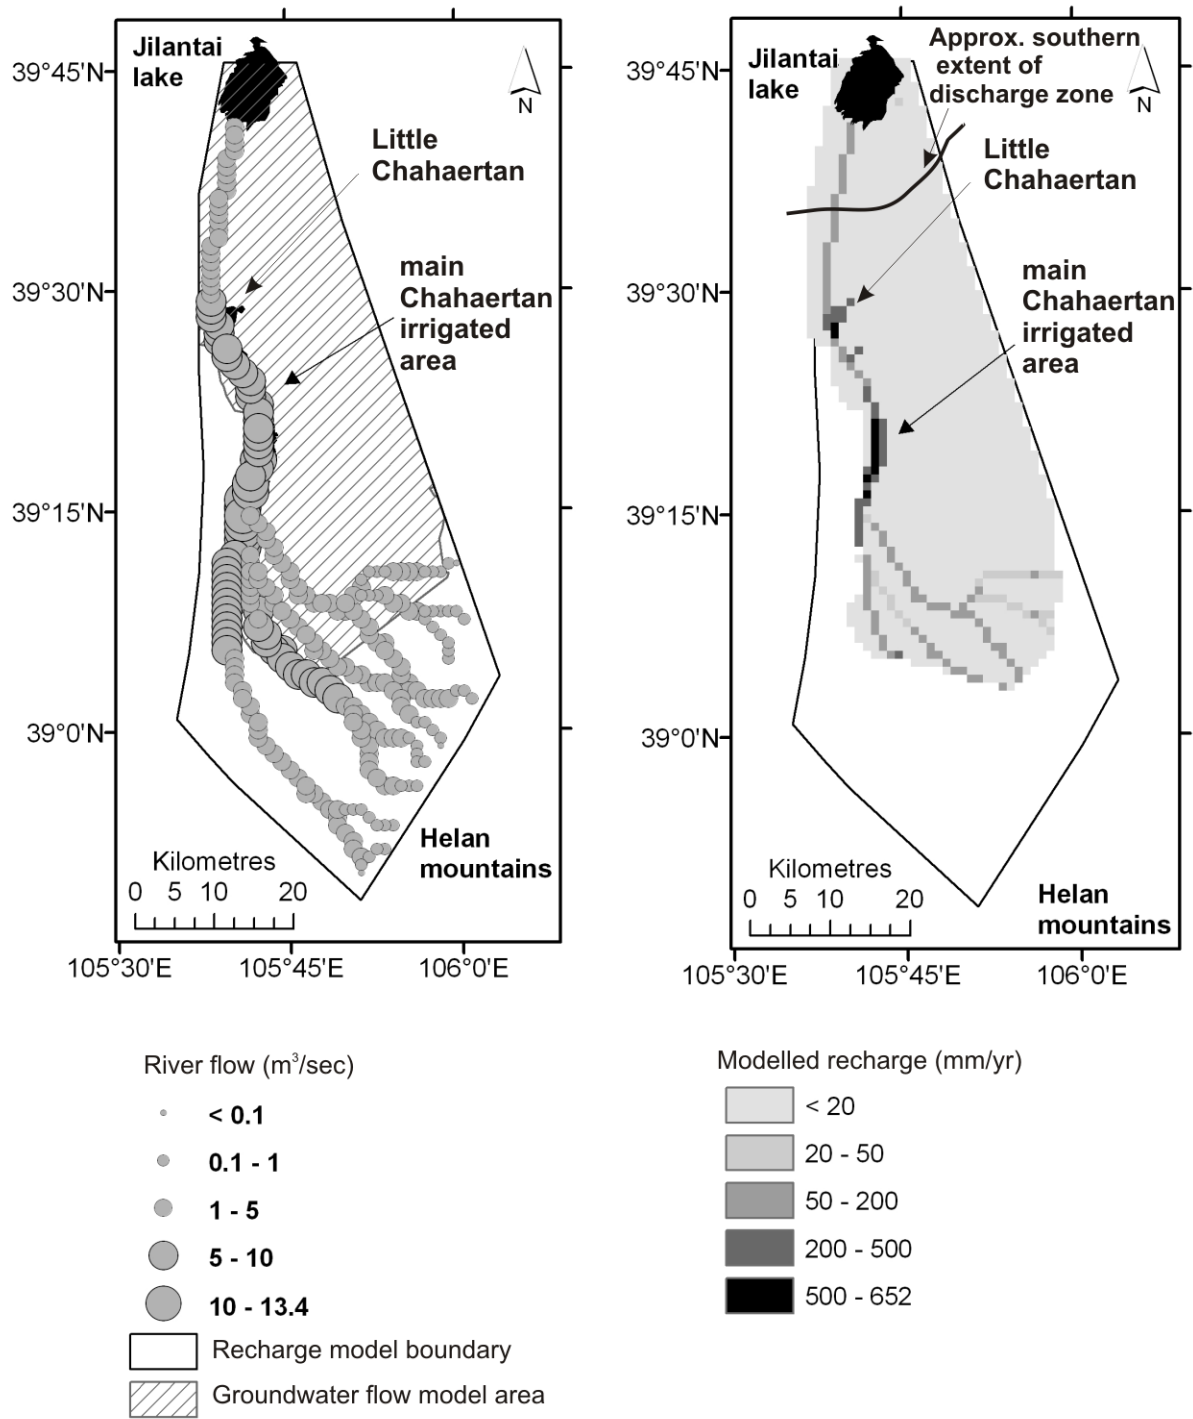 Jilantai
lake
N
Little
Chahaertan
main
Chahaertan
irrigated
area
Helan
mountains
Kilometres
0 5 10 20
39°45'N
39°30'N
39°15'N
39°0'N
105°30'E 105°45'E 106°0'E
Jilantai
lake
Approx. southern
extent of
discharge zone
N
Little
Chahaertan
main
Chahaertan
irrigated
area
Kilometres
0 5 10 20
Helan
mountains
39°45'N
39°30'N
39°15'N
39°0'N
105°30'E 105°45'E 106°0'E
River flow (m³/sec)
< 0.1
0.1 - 1
1 - 5
5 - 10
10 - 13.4
Recharge model boundary
Groundwater flow model area
Modelled recharge (mm/yr)
< 20
20 - 50
50 - 200
200 - 500
500 - 652